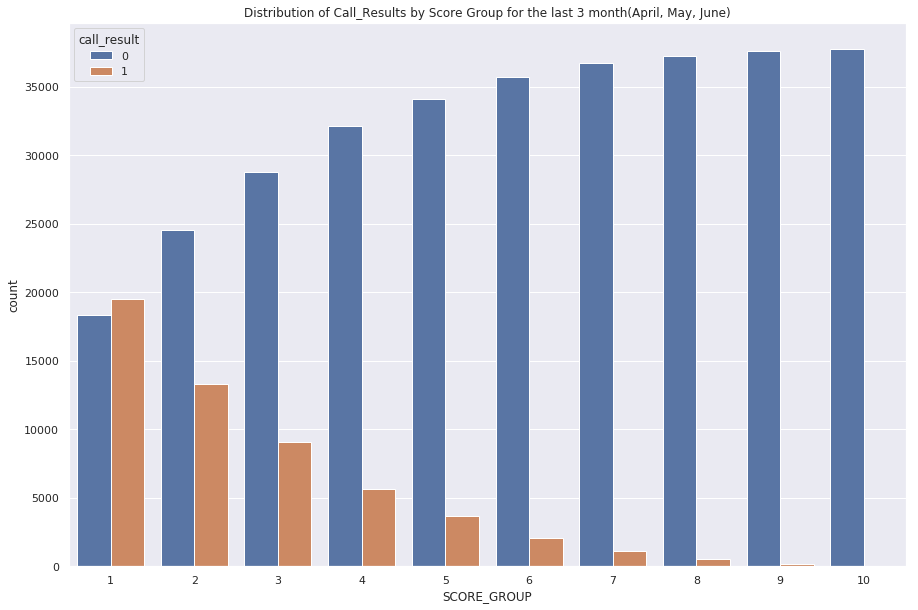 Distribution of Call_Results by Score Group for the last 3 month(April, May, June)
call_result
0
1
35000
30000
25000
20000
15000
10000
5000
0
count
1 2 3 4 5 6 7 8 9 10
SCORE_GROUP